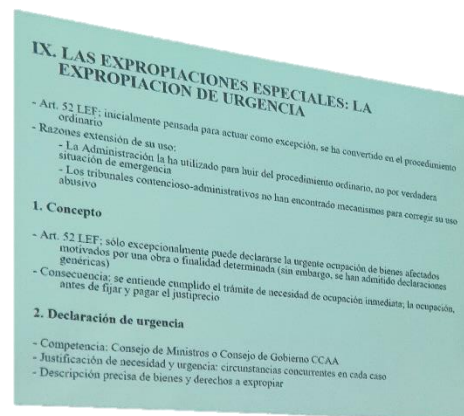 IX. LAS EXPROPIACIONES ESPECIALES: LA
EXPROPIACION DE URGENCIA
- Art. 52 LEF; inicialmente pensada para actuar como excepción, se ha convertido en el procedimiento
ordinario
- Razones extensión de su uso:
- La Administración la ha utilizado para huir del procedimiento ordinario, no por verdadera
situación de emergencia
- Los tribunales contencioso-administrativos no han encontrado mecanismos para corregir su uso
abusivo
1. Concepto
- Art. 52 LEF; sólo excepcionalmente puede declararse la urgente ocupación de bienes afectados
motivados por una obra o finalidad determinada (sin embargo, se han admitido declaraciones
genéricas)
- Consecuencia: se entiende cumplido el trámite de necesidad de ocupación inmediata; la ocupación,
antes de fijar y pagar el justiprecio
2. Declaración de urgencia
- Competencia: Consejo de Ministros o Consejo de Gobierno CCAA
- Justificación de necesidad y urgencia: circunstancias concurrentes en cada caso
- Descripción precisa de bienes y derechos a expropiar